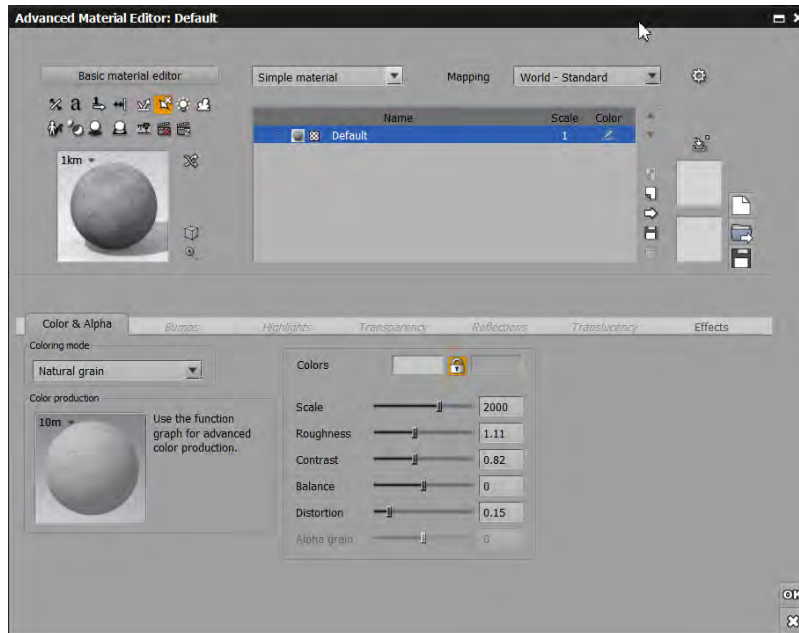 Advanced Material Editor: Default
Basic material editor
Simple material
Mapping
World - Standard
Name Scale Color
Default 1
1km
Color & Alpha Bumps Highlights Transparency Reflections Translucency Effects
Coloring mode
Natural grain
Colors
Color production
10m
Use the function
graph for advanced
color production.
Scale 2000
Roughness 1.11
Contrast 0.82
Balance 0
Distortion 0.15
Alpha grain 0
OK